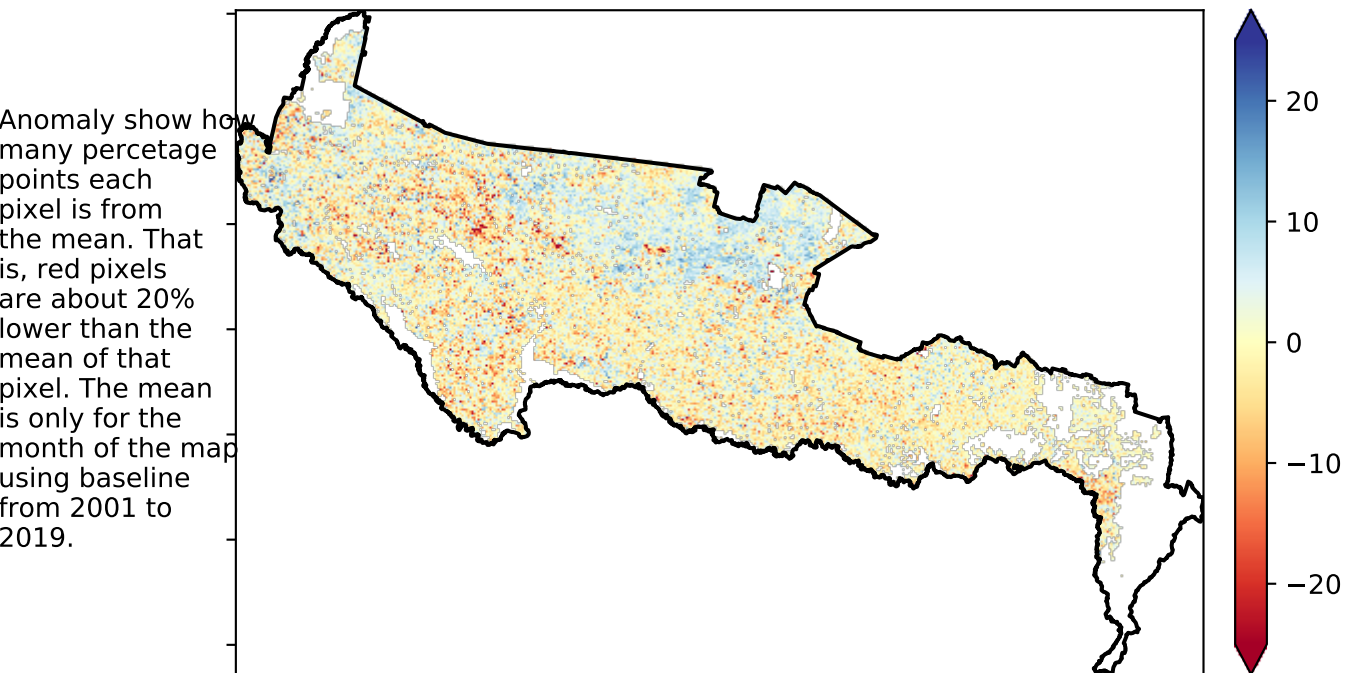 Anomaly show how
many percetage
points each
pixel is from
the mean. That
is, red pixels
are about 20%
lower than the
mean of that
pixel. The mean
is only for the
month of the map
using baseline
from 2001 to
2019.
20
10
0
−10
−20